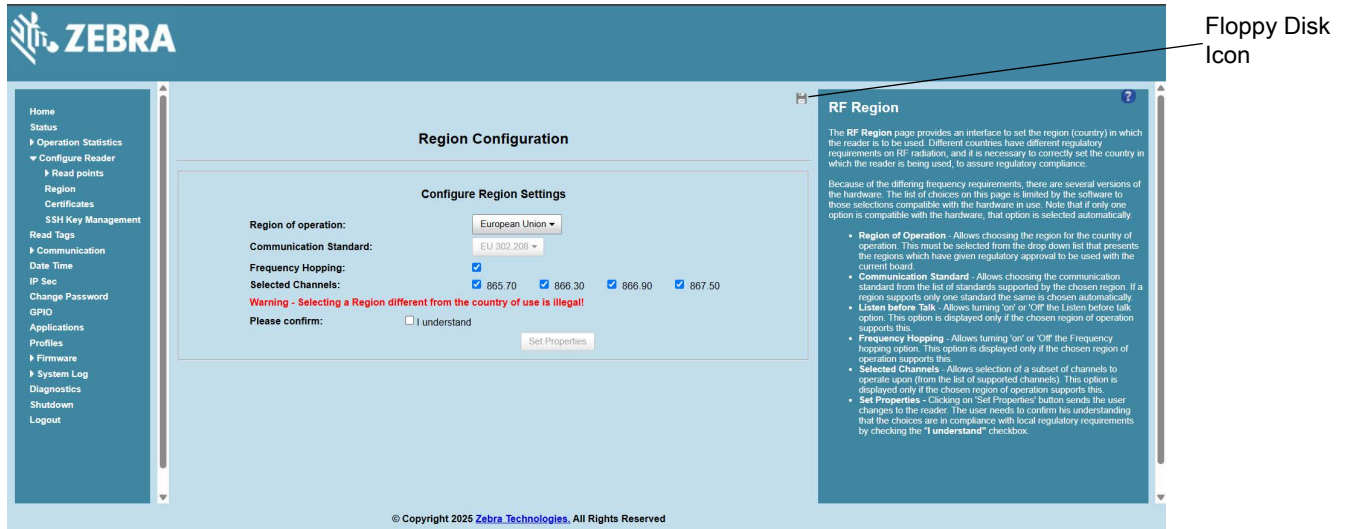 ZEBRA
Floppy Disk
Icon
Home
Status
Operation Statistics
Configure Reader
Read points
Region
Certificates
SSH Key Management
Read Tags
Communication
Date Time
IP Sec
Change Password
GPIO
Applications
Profiles
Firmware
System Log
Diagnostics
Shutdown
Logout
Region Configuration
Configure Region Settings
Region of operation: European Union
Communication Standard: EU 302.208
Frequency Hopping:
Selected Channels: 865.70 866.30 866.90 867.50
Warning - Selecting a Region different from the country of use is illegal!
Please confirm: I understand
Set Properties
?
RF Region
The RF Region page provides an interface to set the region (country) in which
the reader is to be used. Different countries have different regulatory
requirements on RF radiation, and it is necessary to correctly set the country in
which the reader is being used, to assure regulatory compliance.
Because of the differing frequency requirements, there are several versions of
the hardware. The list of choices on this page is limited by the software to
those selections compatible with the hardware in use. Note that if only one
option is compatible with the hardware, that option is selected automatically.
• Region of Operation - Allows choosing the region for the country of
operation. This must be selected from the drop down list that presents
the regions which have given regulatory approval to be used with the
current board.
• Communication Standard - Allows choosing the communication
standard from the list of standards supported by the chosen region. If a
region supports only one standard the same is chosen automatically.
• Listen before Talk - Allows turning 'on' or 'Off' the Listen before talk
option. This option is displayed only if the chosen region of operation
supports this.
• Frequency Hopping - Allows turning 'on' or 'Off' the Frequency
hopping option. This option is displayed only if the chosen region of
operation supports this.
• Selected Channels - Allows selection of a subset of channels to
operate upon (from the list of supported channels). This option is
displayed only if the chosen region of operation supports this.
• Set Properties - Clicking on 'Set Properties' button sends the user
changes to the reader. The user needs to confirm his understanding
that the choices are in compliance with local regulatory requirements
by checking the "I understand" checkbox.
© Copyright 2025 Zebra Technologies. All Rights Reserved